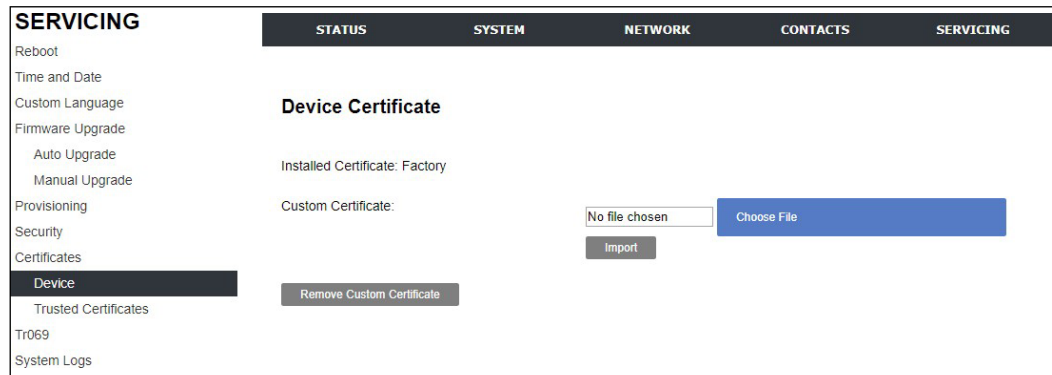 SERVICING
STATUS SYSTEM NETWORK CONTACTS SERVICING
Reboot
Time and Date
Custom Language
Firmware Upgrade
Auto Upgrade
Manual Upgrade
Provisioning
Security
Certificates
Device
Trusted Certificates
Tr069
System Logs
Device Certificate
Installed Certificate: Factory
Custom Certificate:
No file chosen Choose File
Import
Remove Custom Certificate